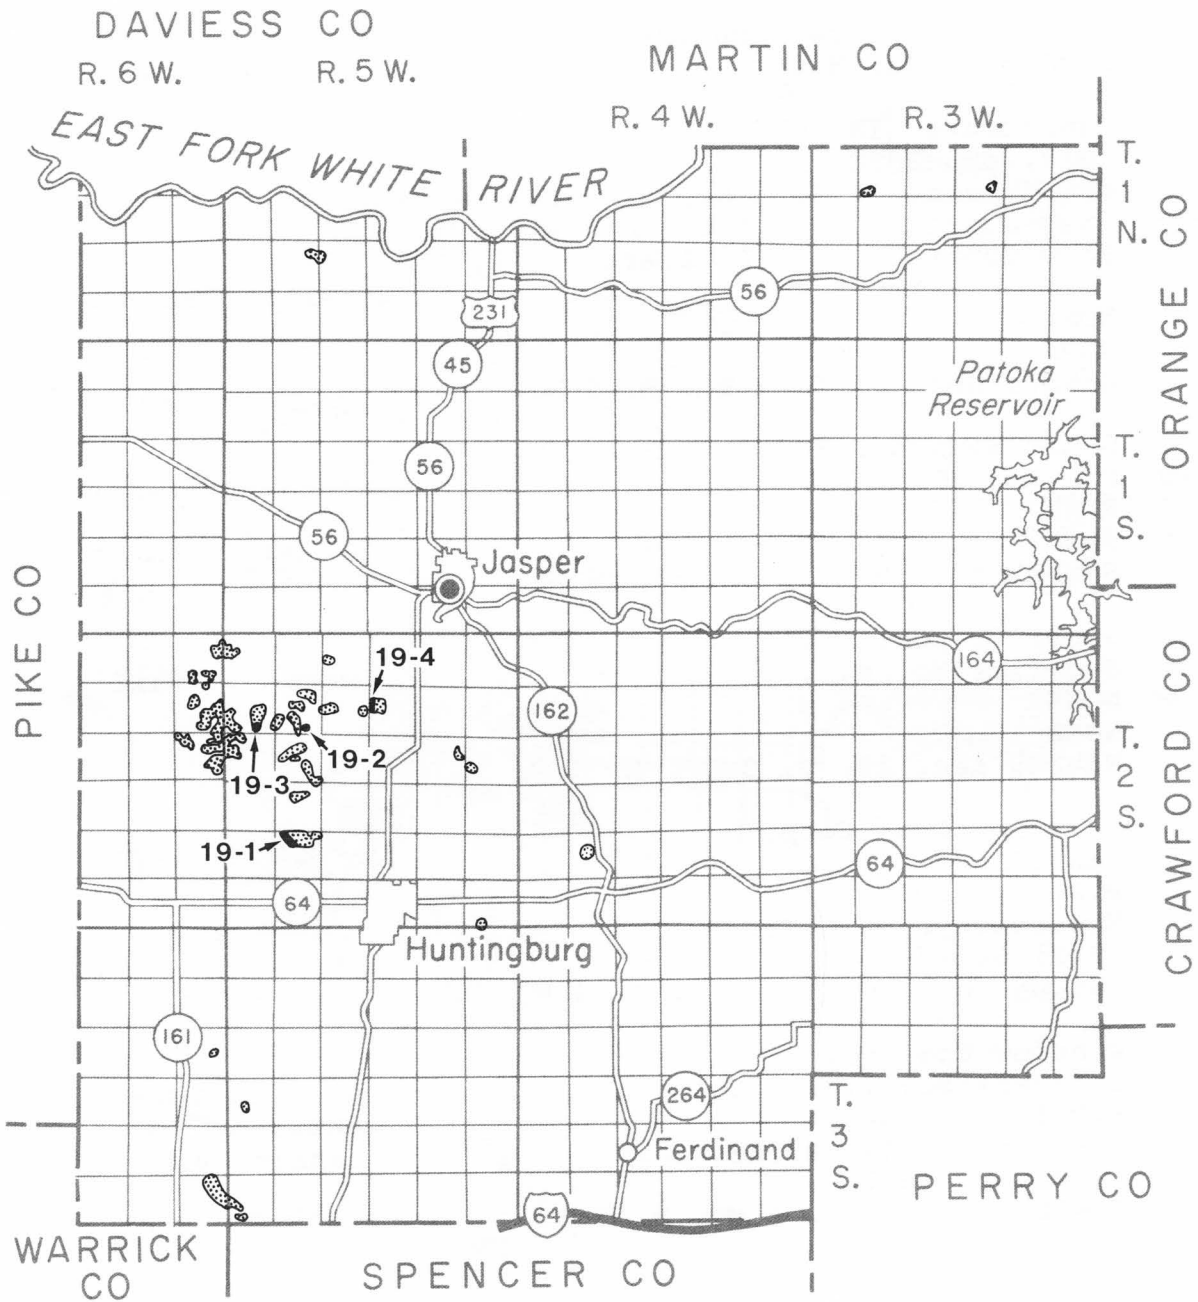 DAVIESS CO
MARTIN CO
R. 6 W.
R. 5 W.
R. 4 W.
R. 3 W.
EAST FORK WHITE RIVER
T.
1
N.
ORANGE CO
56
231
45
Patoka
Reservoir
56
T.
1
S.
56
Jasper
PIKE CO
19-4
164
162
CRAWFORD CO
19-2
T.
2
S.
19-3
19-1
64
64
Huntingburg
161
264
T.
3
S.
Ferdinand
PERRY CO
64
WARRICK
CO
SPENCER CO